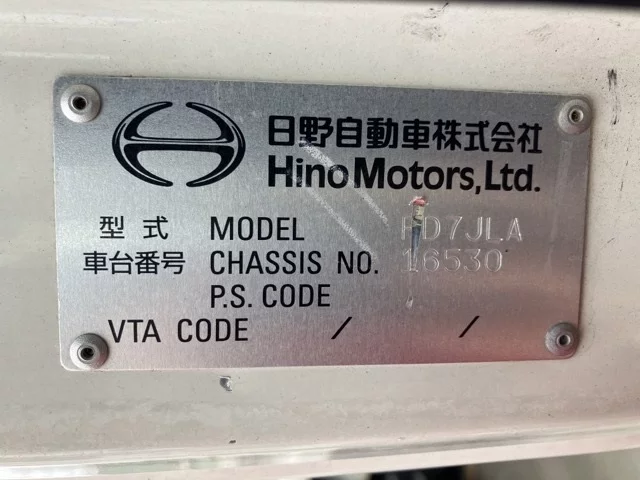 日野自動車株式会社
Hino Motors, Ltd.
型式 MODEL FD7JLA
車台番号 CHASSIS NO. 16530
P.S. CODE
VTA CODE / /